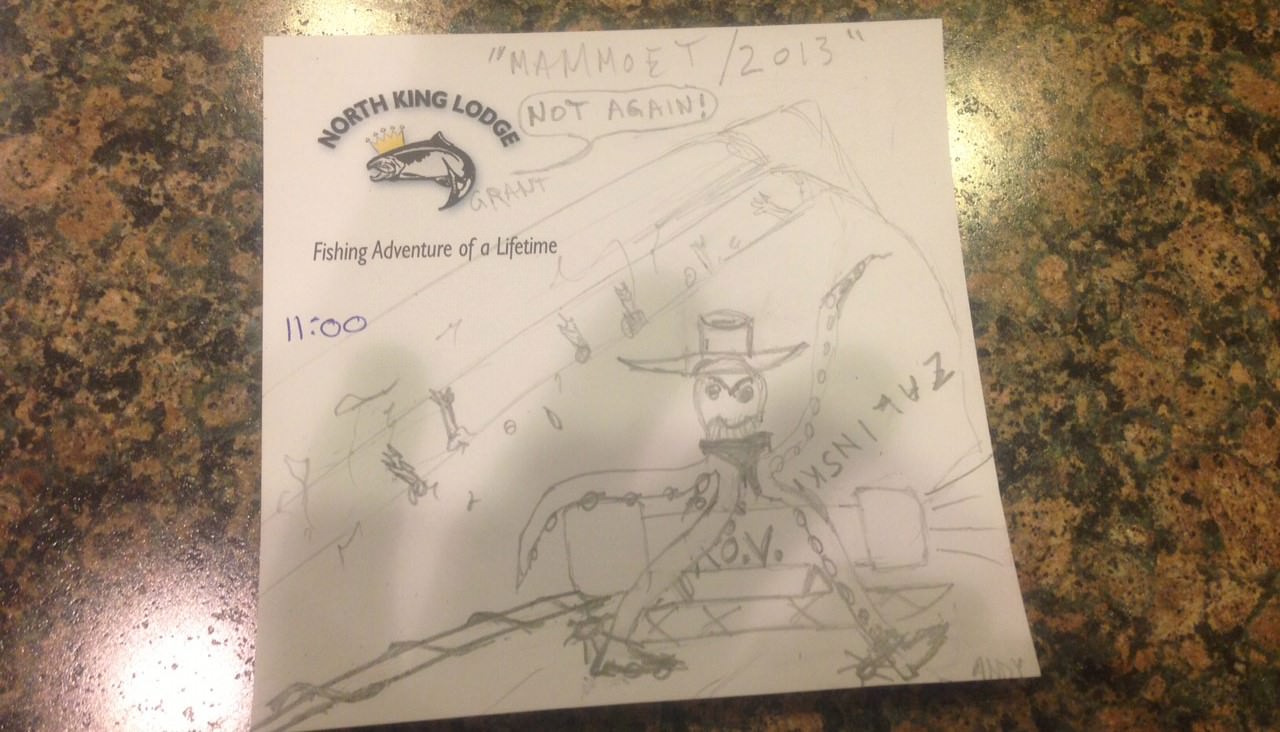 "MAMMOET/2013"
NORTH KING LODGE
NOT AGAIN!
GRANT
Fishing Adventure of a Lifetime
11:00
ZALINSKI
O.V.
ANDY